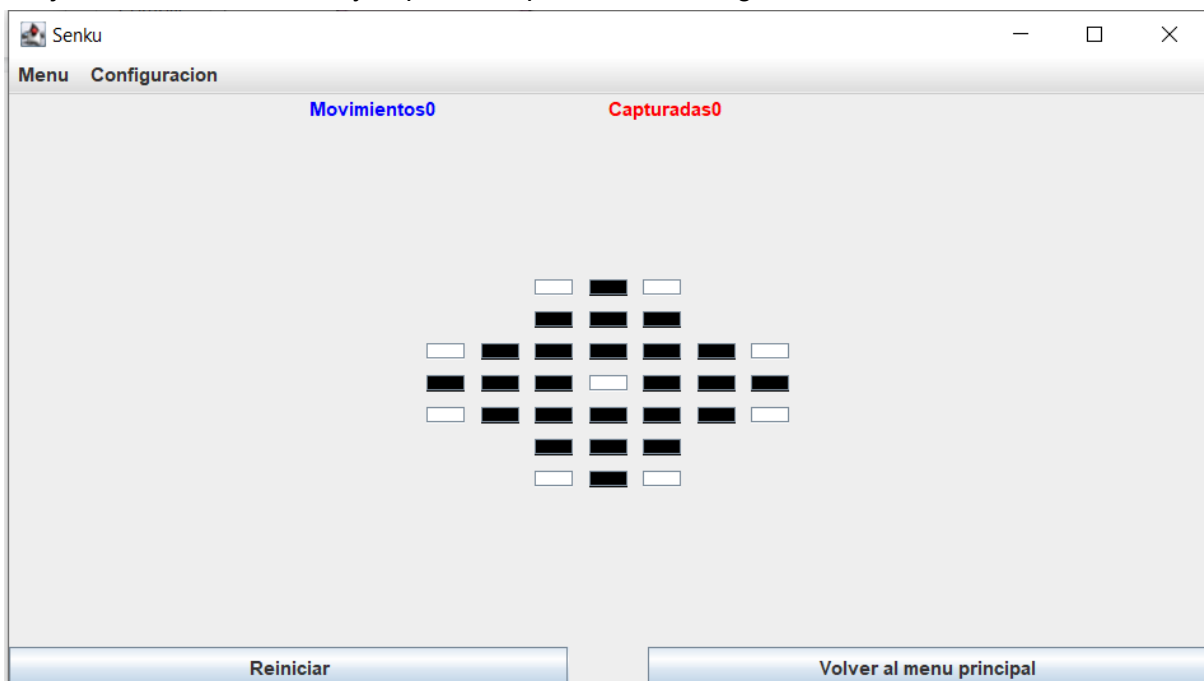 Senku
Menu Configuracion
Movimientos0 Capturadas0
Reiniciar Volver al menu principal